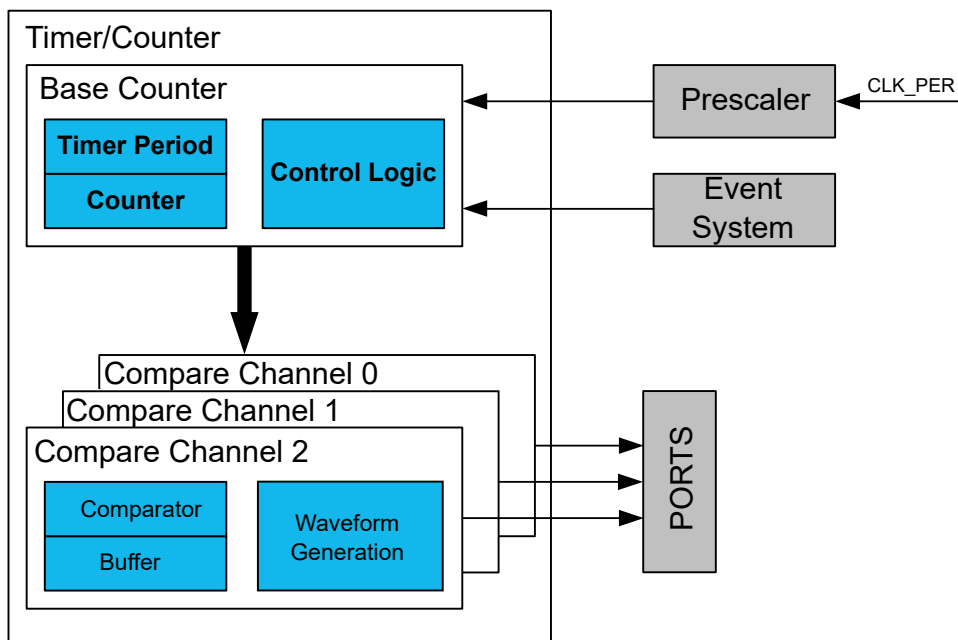 Timer/Counter
Base Counter
Timer Period
Counter
Control Logic
Prescaler
CLK_PER
Event
System
Compare Channel 0
Compare Channel 1
Compare Channel 2
Comparator
Buffer
Waveform
Generation
PORTS